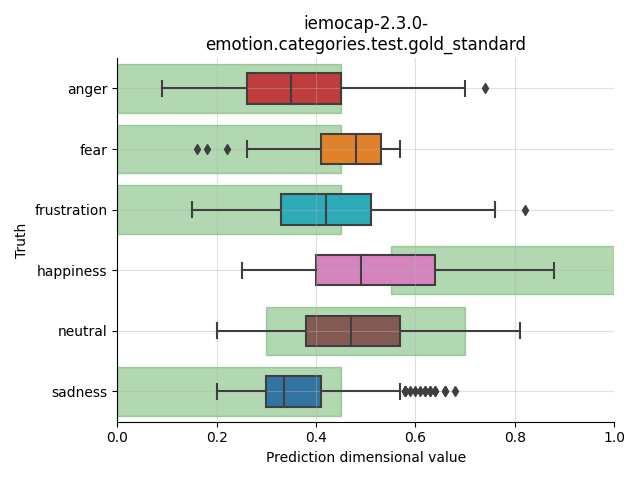 iemocap-2.3.0-
emotion.categories.test.gold_standard
anger
fear
frustration
happiness
neutral
sadness
Truth
0.0 0.2 0.4 0.6 0.8 1.0
Prediction dimensional value